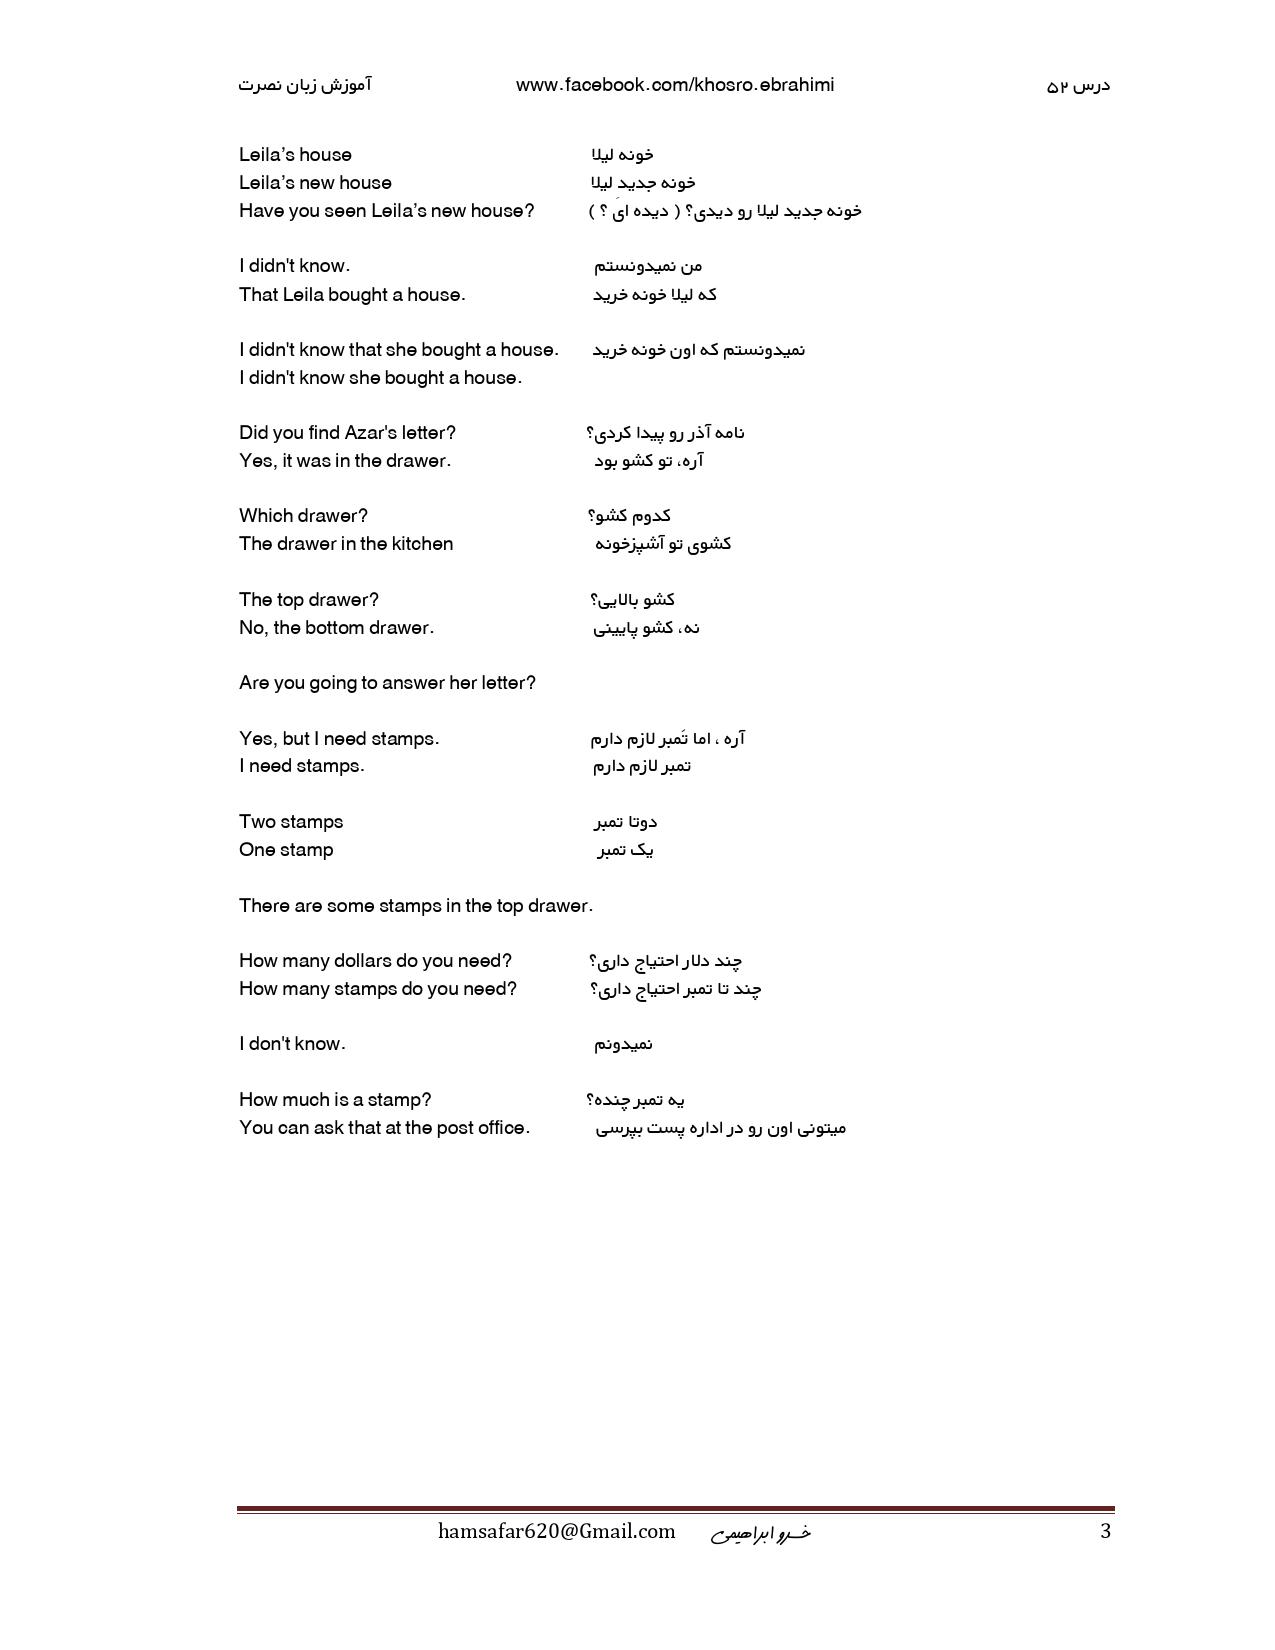 آموزش زبان نصرت www.facebook.com/khosro.ebrahimi درس ۵۲
Leila’s house خونه لیلا
Leila’s new house خونه جدید لیلا
Have you seen Leila’s new house? خونه جدید لیلا رو دیدی؟ ( دیده ای ؟ )
I didn't know. من نمیدونستم
That Leila bought a house. که لیلا خونه خرید
I didn't know that she bought a house. نمیدونستم که اون خونه خرید
I didn't know she bought a house.
Did you find Azar's letter? نامه آذر رو پیدا کردی؟
Yes, it was in the drawer. آره، تو کشو بود
Which drawer? کدوم کشو؟
The drawer in the kitchen کشوی تو آشپزخونه
The top drawer? کشو بالایی؟
No, the bottom drawer. نه، کشو پایینی
Are you going to answer her letter?
Yes, but I need stamps. آره ، اما تَمبر لازم دارم
I need stamps. تمبر لازم دارم
Two stamps دوتا تمبر
One stamp یک تمبر
There are some stamps in the top drawer.
How many dollars do you need? چند دلار احتیاج داری؟
How many stamps do you need? چند تا تمبر احتیاج داری؟
I don't know. نمیدونم
How much is a stamp? یه تمبر چنده؟
You can ask that at the post office. میتونی اون رو در اداره پست بپرسی
hamsafar620@Gmail.com خسرو ابراهیمی 3